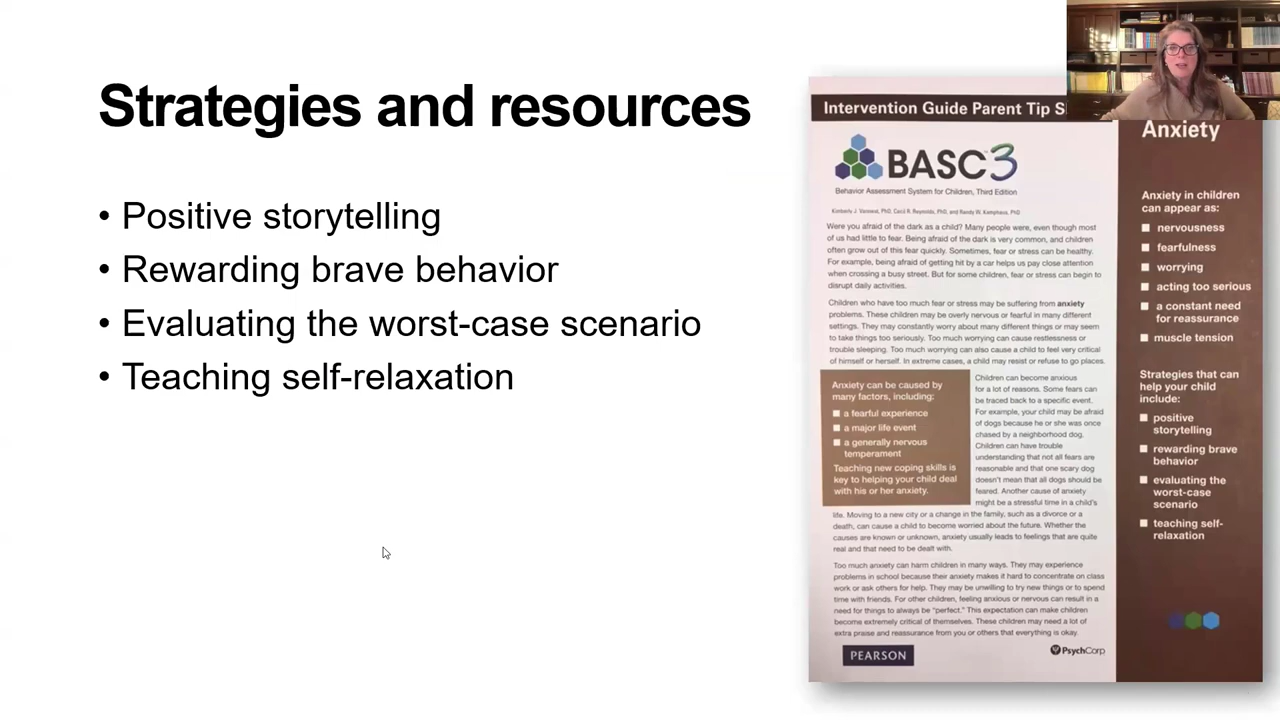 Strategies and resources
• Positive storytelling
• Rewarding brave behavior
• Evaluating the worst-case scenario
• Teaching self-relaxation
Intervention Guide Parent Tip S
BASC™3
Behavior Assessment System for Children, Third Edition
Kimberly J. Vannest, PhD, Cecil R. Reynolds, PhD, and Randy W. Kamphaus, PhD
Were you afraid of the dark as a child? Many people were, even though most
of us had little to fear. Being afraid of the dark is very common, and children
often grow out of this fear quickly. Sometimes, fear or stress can be healthy.
For example, being afraid of getting hit by a car helps us pay close attention
when crossing a busy street. But for some children, fear or stress can begin to
disrupt daily activities.
Children who have too much fear or stress may be suffering from anxiety
problems. These children may be overly nervous or fearful in many different
settings. They may constantly worry about many different things or may seem
to take things too seriously. Too much worrying can cause restlessness or
trouble sleeping. Too much worrying can also cause a child to feel very critical
of himself or herself. In extreme cases, a child may resist or refuse to go places.
Anxiety can be caused by
many factors, including:
■ a fearful experience
■ a major life event
■ a generally nervous
temperament
Teaching new coping skills is
key to helping your child deal
with his or her anxiety.
Children can become anxious
for a lot of reasons. Some fears can
be traced back to a specific event.
For example, your child may be afraid
of dogs because he or she was once
chased by a neighborhood dog.
Children can have trouble
understanding that not all fears are
reasonable and that one scary dog
doesn't mean that all dogs should be
feared. Another cause of anxiety
might be a stressful time in a child's
life. Moving to a new city or a change in the family, such as a divorce or a
death, can cause a child to become worried about the future. Whether the
causes are known or unknown, anxiety usually leads to feelings that are quite
real and that need to be dealt with.
Too much anxiety can harm children in many ways. They may experience
problems in school because their anxiety makes it hard to concentrate on class
work or ask others for help. They may be unwilling to try new things or to spend
time with friends. For other children, feeling anxious or nervous can result in a
need for things to always be "perfect." This expectation can make children
become extremely critical of themselves. These children may need a lot of
extra praise and reassurance from you or others that everything is okay.
PEARSON
PsychCorp
Anxiety
Anxiety in children
can appear as:
■ nervousness
■ fearfulness
■ worrying
■ acting too serious
■ a constant need
for reassurance
■ muscle tension
Strategies that can
help your child
include:
■ positive
storytelling
■ rewarding brave
behavior
■ evaluating the
worst-case
scenario
■ teaching self-
relaxation